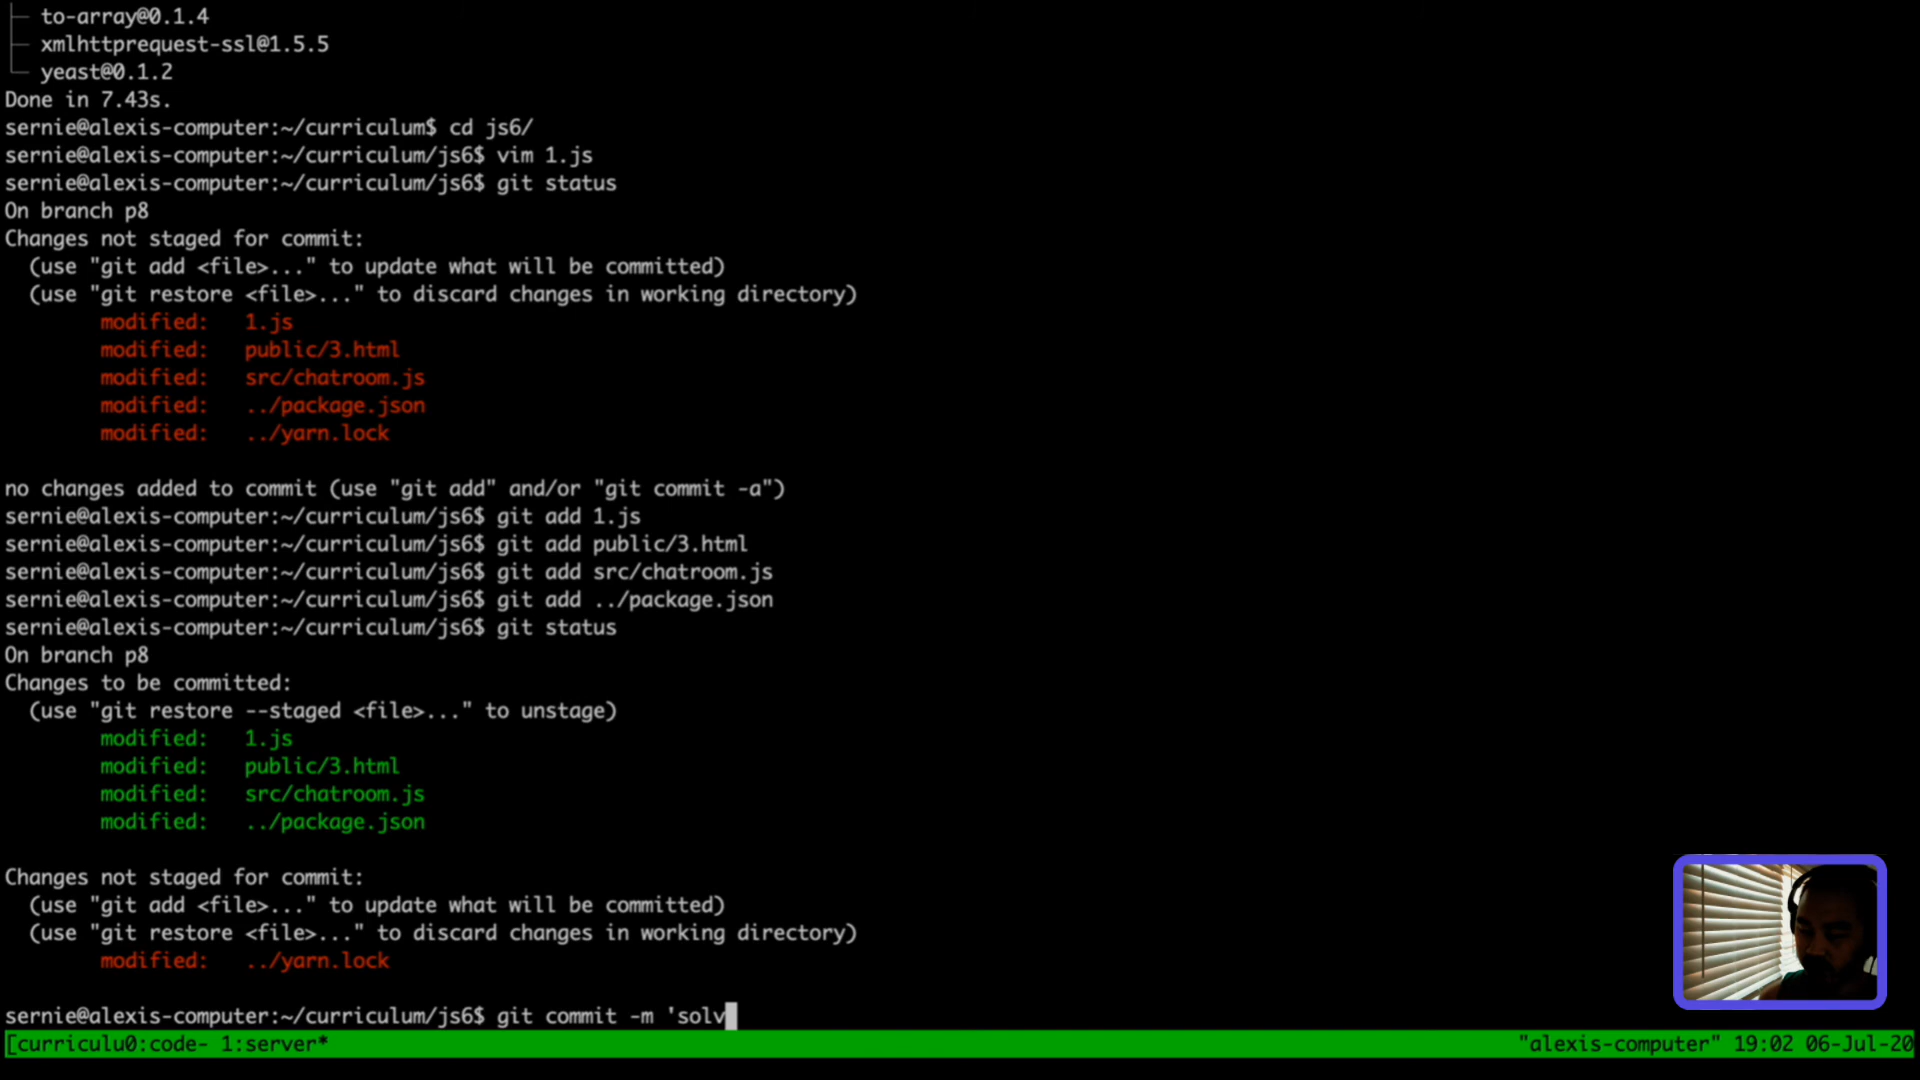 to-array@0.1.4
xmlhttprequest-ssl@1.5.5
yeast@0.1.2
Done in 7.43s.
sernie@alexis-computer:~/curriculum$ cd js6/
sernie@alexis-computer:~/curriculum/js6$ vim 1.js
sernie@alexis-computer:~/curriculum/js6$ git status
On branch p8
Changes not staged for commit:
(use "git add <file>..." to update what will be committed)
(use "git restore <file>..." to discard changes in working directory)
modified: 1.js
modified: public/3.html
modified: src/chatroom.js
modified: ../package.json
modified: ../yarn.lock
no changes added to commit (use "git add" and/or "git commit -a")
sernie@alexis-computer:~/curriculum/js6$ git add 1.js
sernie@alexis-computer:~/curriculum/js6$ git add public/3.html
sernie@alexis-computer:~/curriculum/js6$ git add src/chatroom.js
sernie@alexis-computer:~/curriculum/js6$ git add ../package.json
sernie@alexis-computer:~/curriculum/js6$ git status
On branch p8
Changes to be committed:
(use "git restore --staged <file>..." to unstage)
modified: 1.js
modified: public/3.html
modified: src/chatroom.js
modified: ../package.json
Changes not staged for commit:
(use "git add <file>..." to update what will be committed)
(use "git restore <file>..." to discard changes in working directory)
modified: ../yarn.lock
sernie@alexis-computer:~/curriculum/js6$ git commit -m 'solv
[curriculu0:code- 1:server* "alexis-computer" 19:02 06-Jul-20